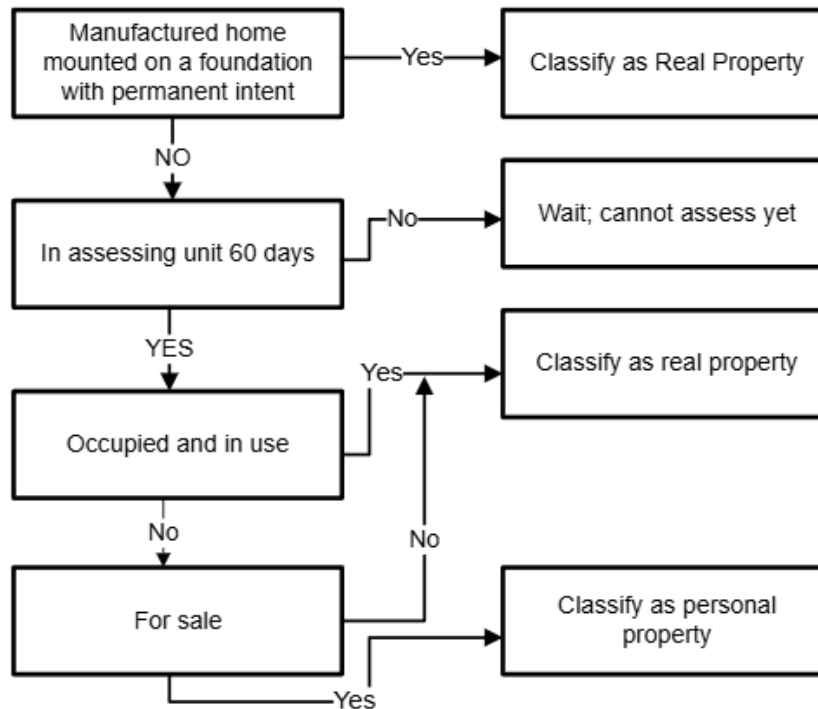 Manufactured home
mounted on a foundation
with permanent intent
Yes
Classify as Real Property
NO
In assessing unit 60 days
No
Wait; cannot assess yet
YES
Occupied and in use
Yes
Classify as real property
No
No
For sale
Yes
Classify as personal
property